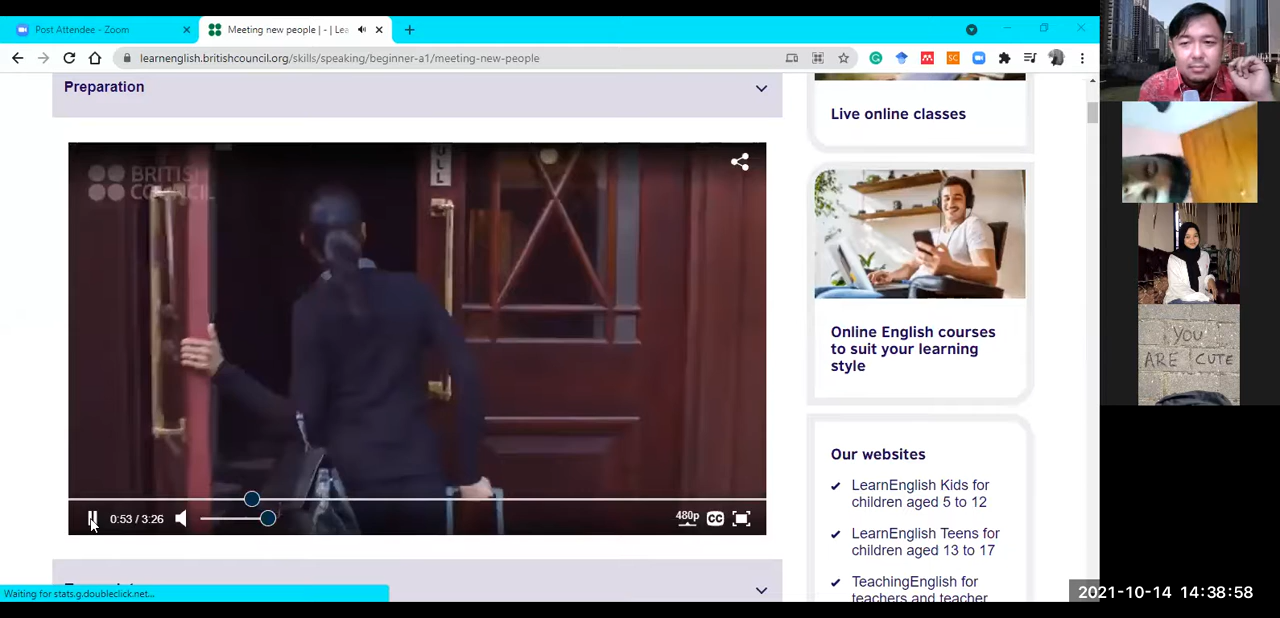 Post Attendee - Zoom
Meeting new people | - | Lea
learnenglish.britishcouncil.org/skills/speaking/beginner-a1/meeting-new-people
Preparation
BRITISH
COUNCIL
0:53 / 3:26
480p
CC
Live online classes
Online English courses
to suit your learning
style
Our websites
LearnEnglish Kids for
children aged 5 to 12
LearnEnglish Teens for
children aged 13 to 17
TeachingEnglish for
teachers and teacher
Waiting for stats.g.doubleclick.net...
YOU
ARE CUTE
2021-10-14 14:38:58